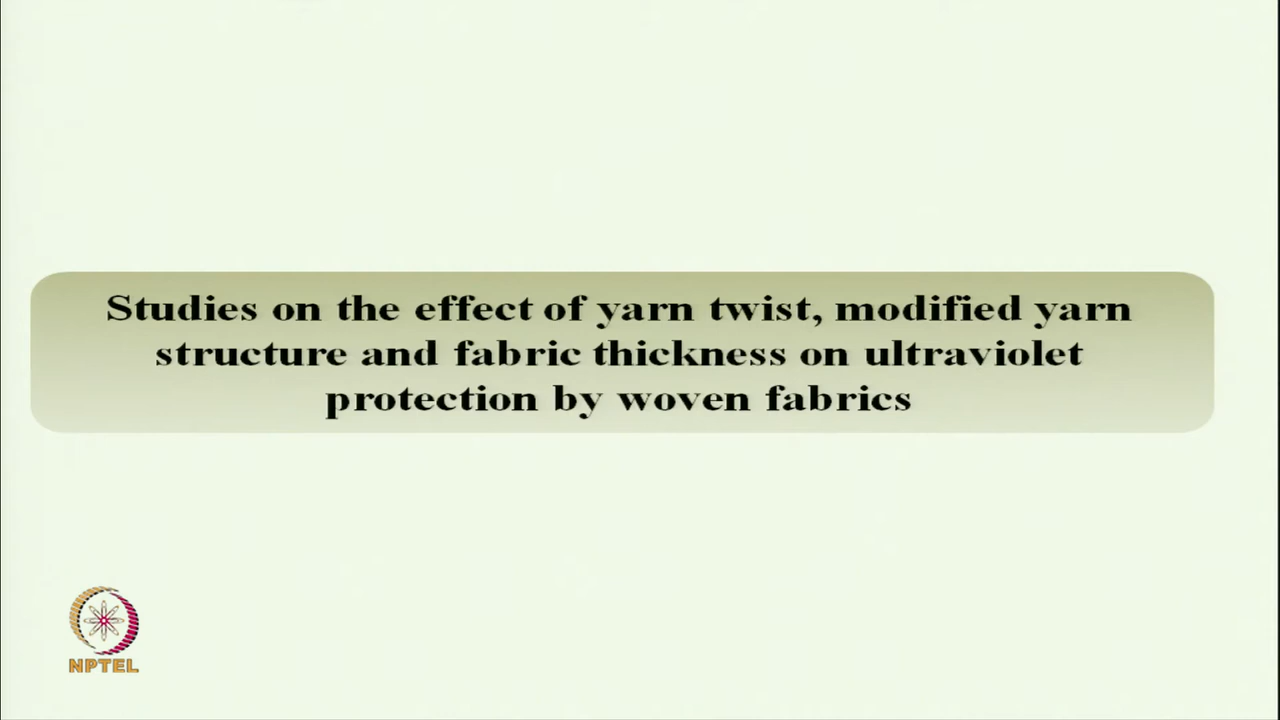 Studies on the effect of yarn twist, modified yarn
structure and fabric thickness on ultraviolet
protection by woven fabrics
NPTEL